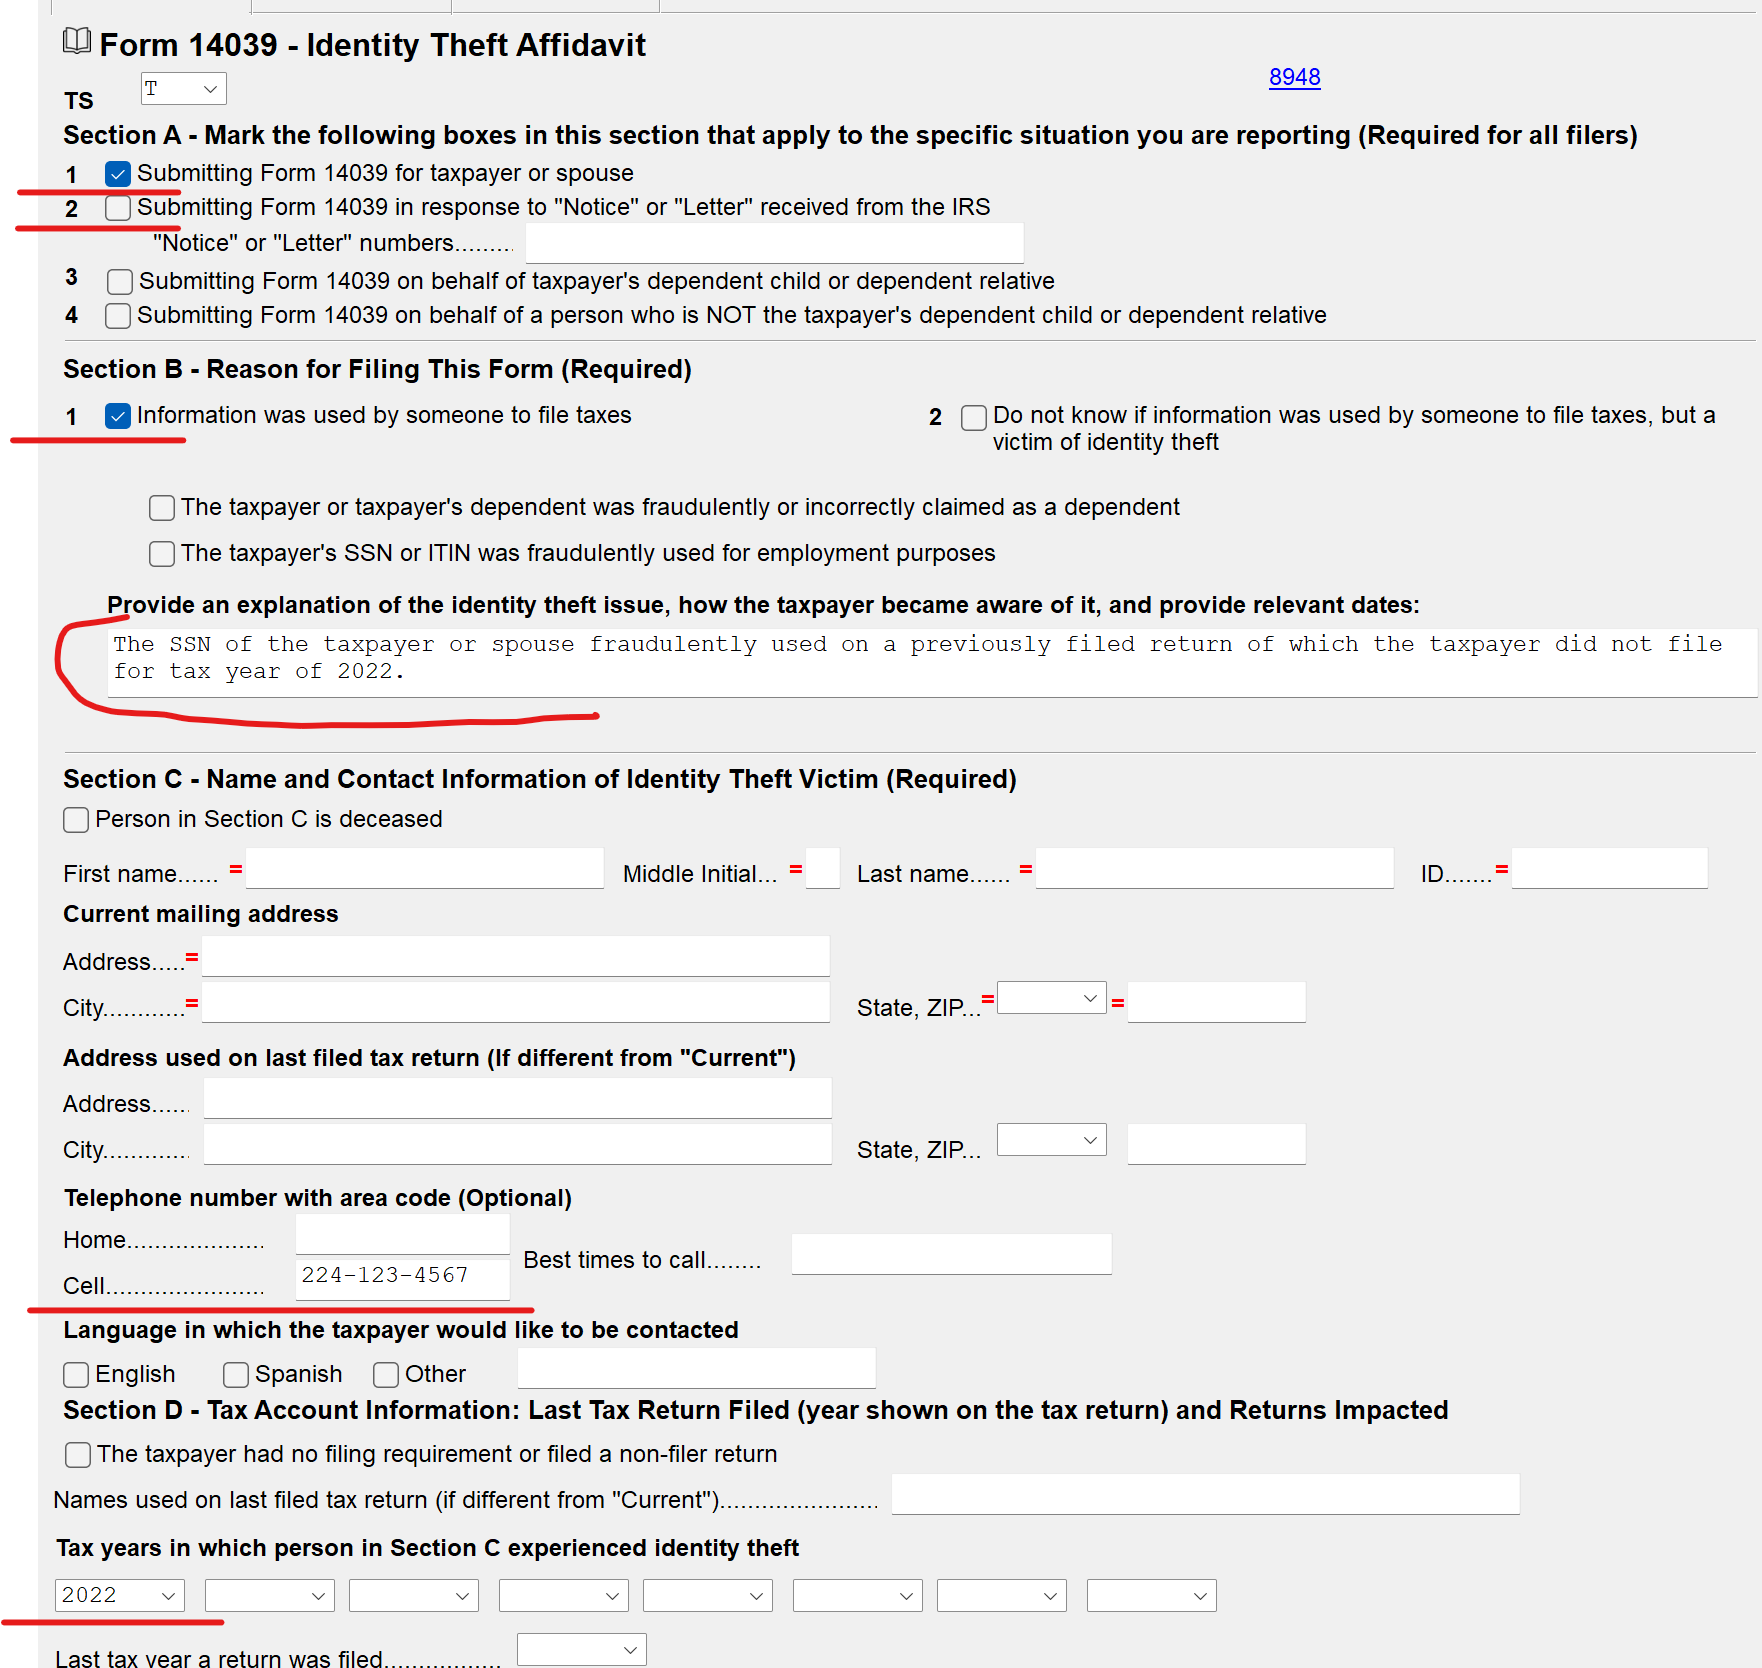 Form 14039 - Identity Theft Affidavit
TS T
8948
Section A - Mark the following boxes in this section that apply to the specific situation you are reporting (Required for all filers)
1 Submitting Form 14039 for taxpayer or spouse
2 Submitting Form 14039 in response to "Notice" or "Letter" received from the IRS
"Notice" or "Letter" numbers.........
3 Submitting Form 14039 on behalf of taxpayer's dependent child or dependent relative
4 Submitting Form 14039 on behalf of a person who is NOT the taxpayer's dependent child or dependent relative
Section B - Reason for Filing This Form (Required)
1 Information was used by someone to file taxes
2 Do not know if information was used by someone to file taxes, but a
victim of identity theft
The taxpayer or taxpayer's dependent was fraudulently or incorrectly claimed as a dependent
The taxpayer's SSN or ITIN was fraudulently used for employment purposes
Provide an explanation of the identity theft issue, how the taxpayer became aware of it, and provide relevant dates:
The SSN of the taxpayer or spouse fraudulently used on a previously filed return of which the taxpayer did not file
for tax year of 2022.
Section C - Name and Contact Information of Identity Theft Victim (Required)
Person in Section C is deceased
First name...... = Middle Initial... = Last name...... = ID....... =
Current mailing address
Address..... =
City............ = State, ZIP... = =
Address used on last filed tax return (If different from "Current")
Address......
City............. State, ZIP...
Telephone number with area code (Optional)
Home....................
Best times to call........
Cell....................... 224-123-4567
Language in which the taxpayer would like to be contacted
English Spanish Other
Section D - Tax Account Information: Last Tax Return Filed (year shown on the tax return) and Returns Impacted
The taxpayer had no filing requirement or filed a non-filer return
Names used on last filed tax return (if different from "Current").......................
Tax years in which person in Section C experienced identity theft
2022
Last tax year a return was filed.................